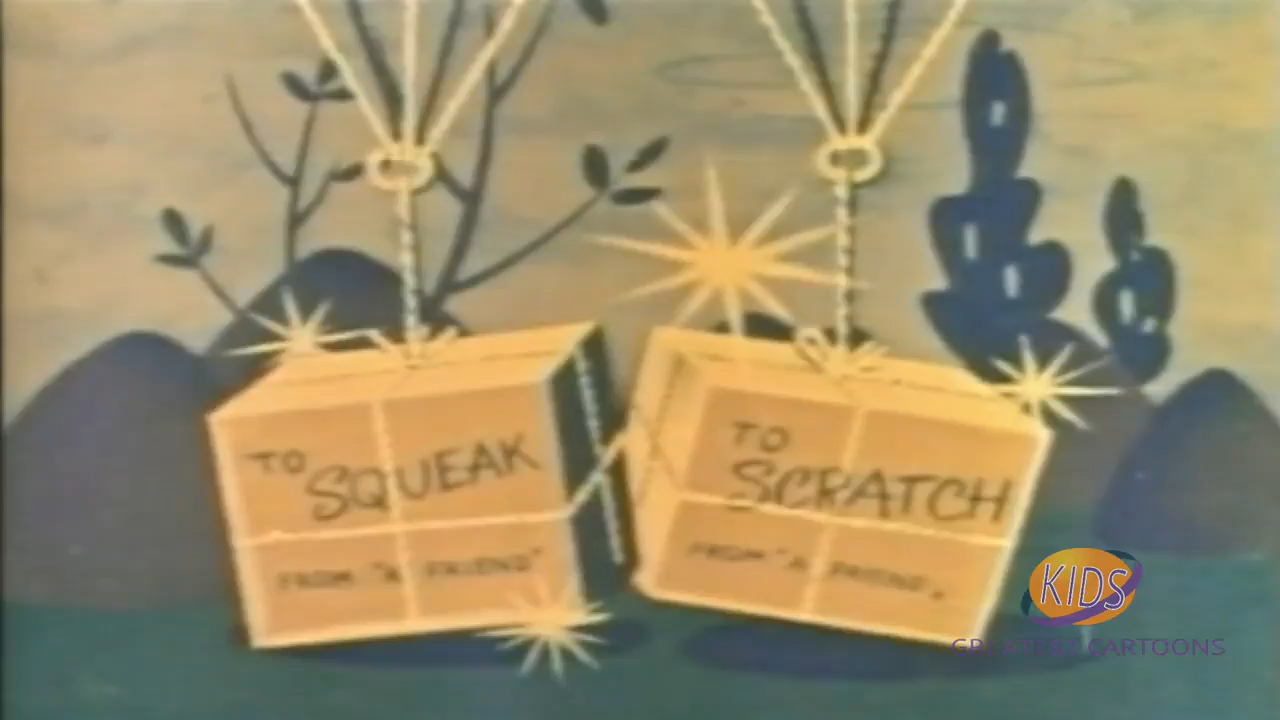 TO
SQUEAK
FROM "A FRIEND"
TO
SCRATCH
FROM "A FRIEND"
KIDS
GREATEST CARTOONS